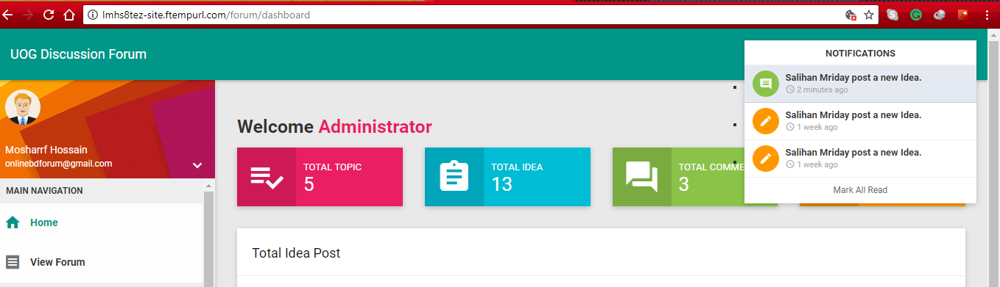 lmhs8tez-site.ftempurl.com/forum/dashboard
UOG Discussion Forum
NOTIFICATIONS
Salihan Mriday post a new Idea.
2 minutes ago
Salihan Mriday post a new Idea.
1 week ago
Salihan Mriday post a new Idea.
1 week ago
Mark All Read
Mosharrf Hossain
onlinebdforum@gmail.com
MAIN NAVIGATION
Home
View Forum
Welcome Administrator
TOTAL TOPIC
5
TOTAL IDEA
13
TOTAL COMME
3
Total Idea Post